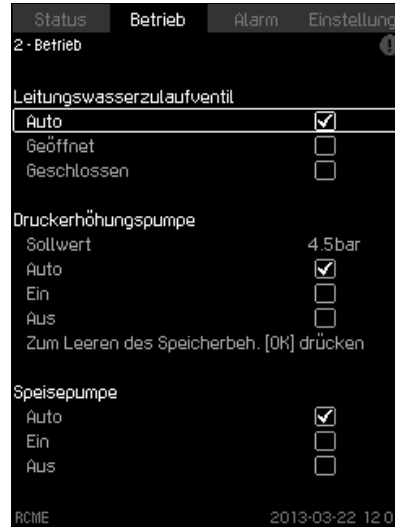 Status Betrieb Alarm Einstellung
2 - Betrieb
Leitungswasserzulaufventil
Auto
Geöffnet
Geschlossen
Druckerhöhungspumpe
Sollwert 4.5bar
Auto
Ein
Aus
Zum Leeren des Speicherbeh. [OK] drücken
Speisepumpe
Auto
Ein
Aus
RCME 2013-03-22 12 0